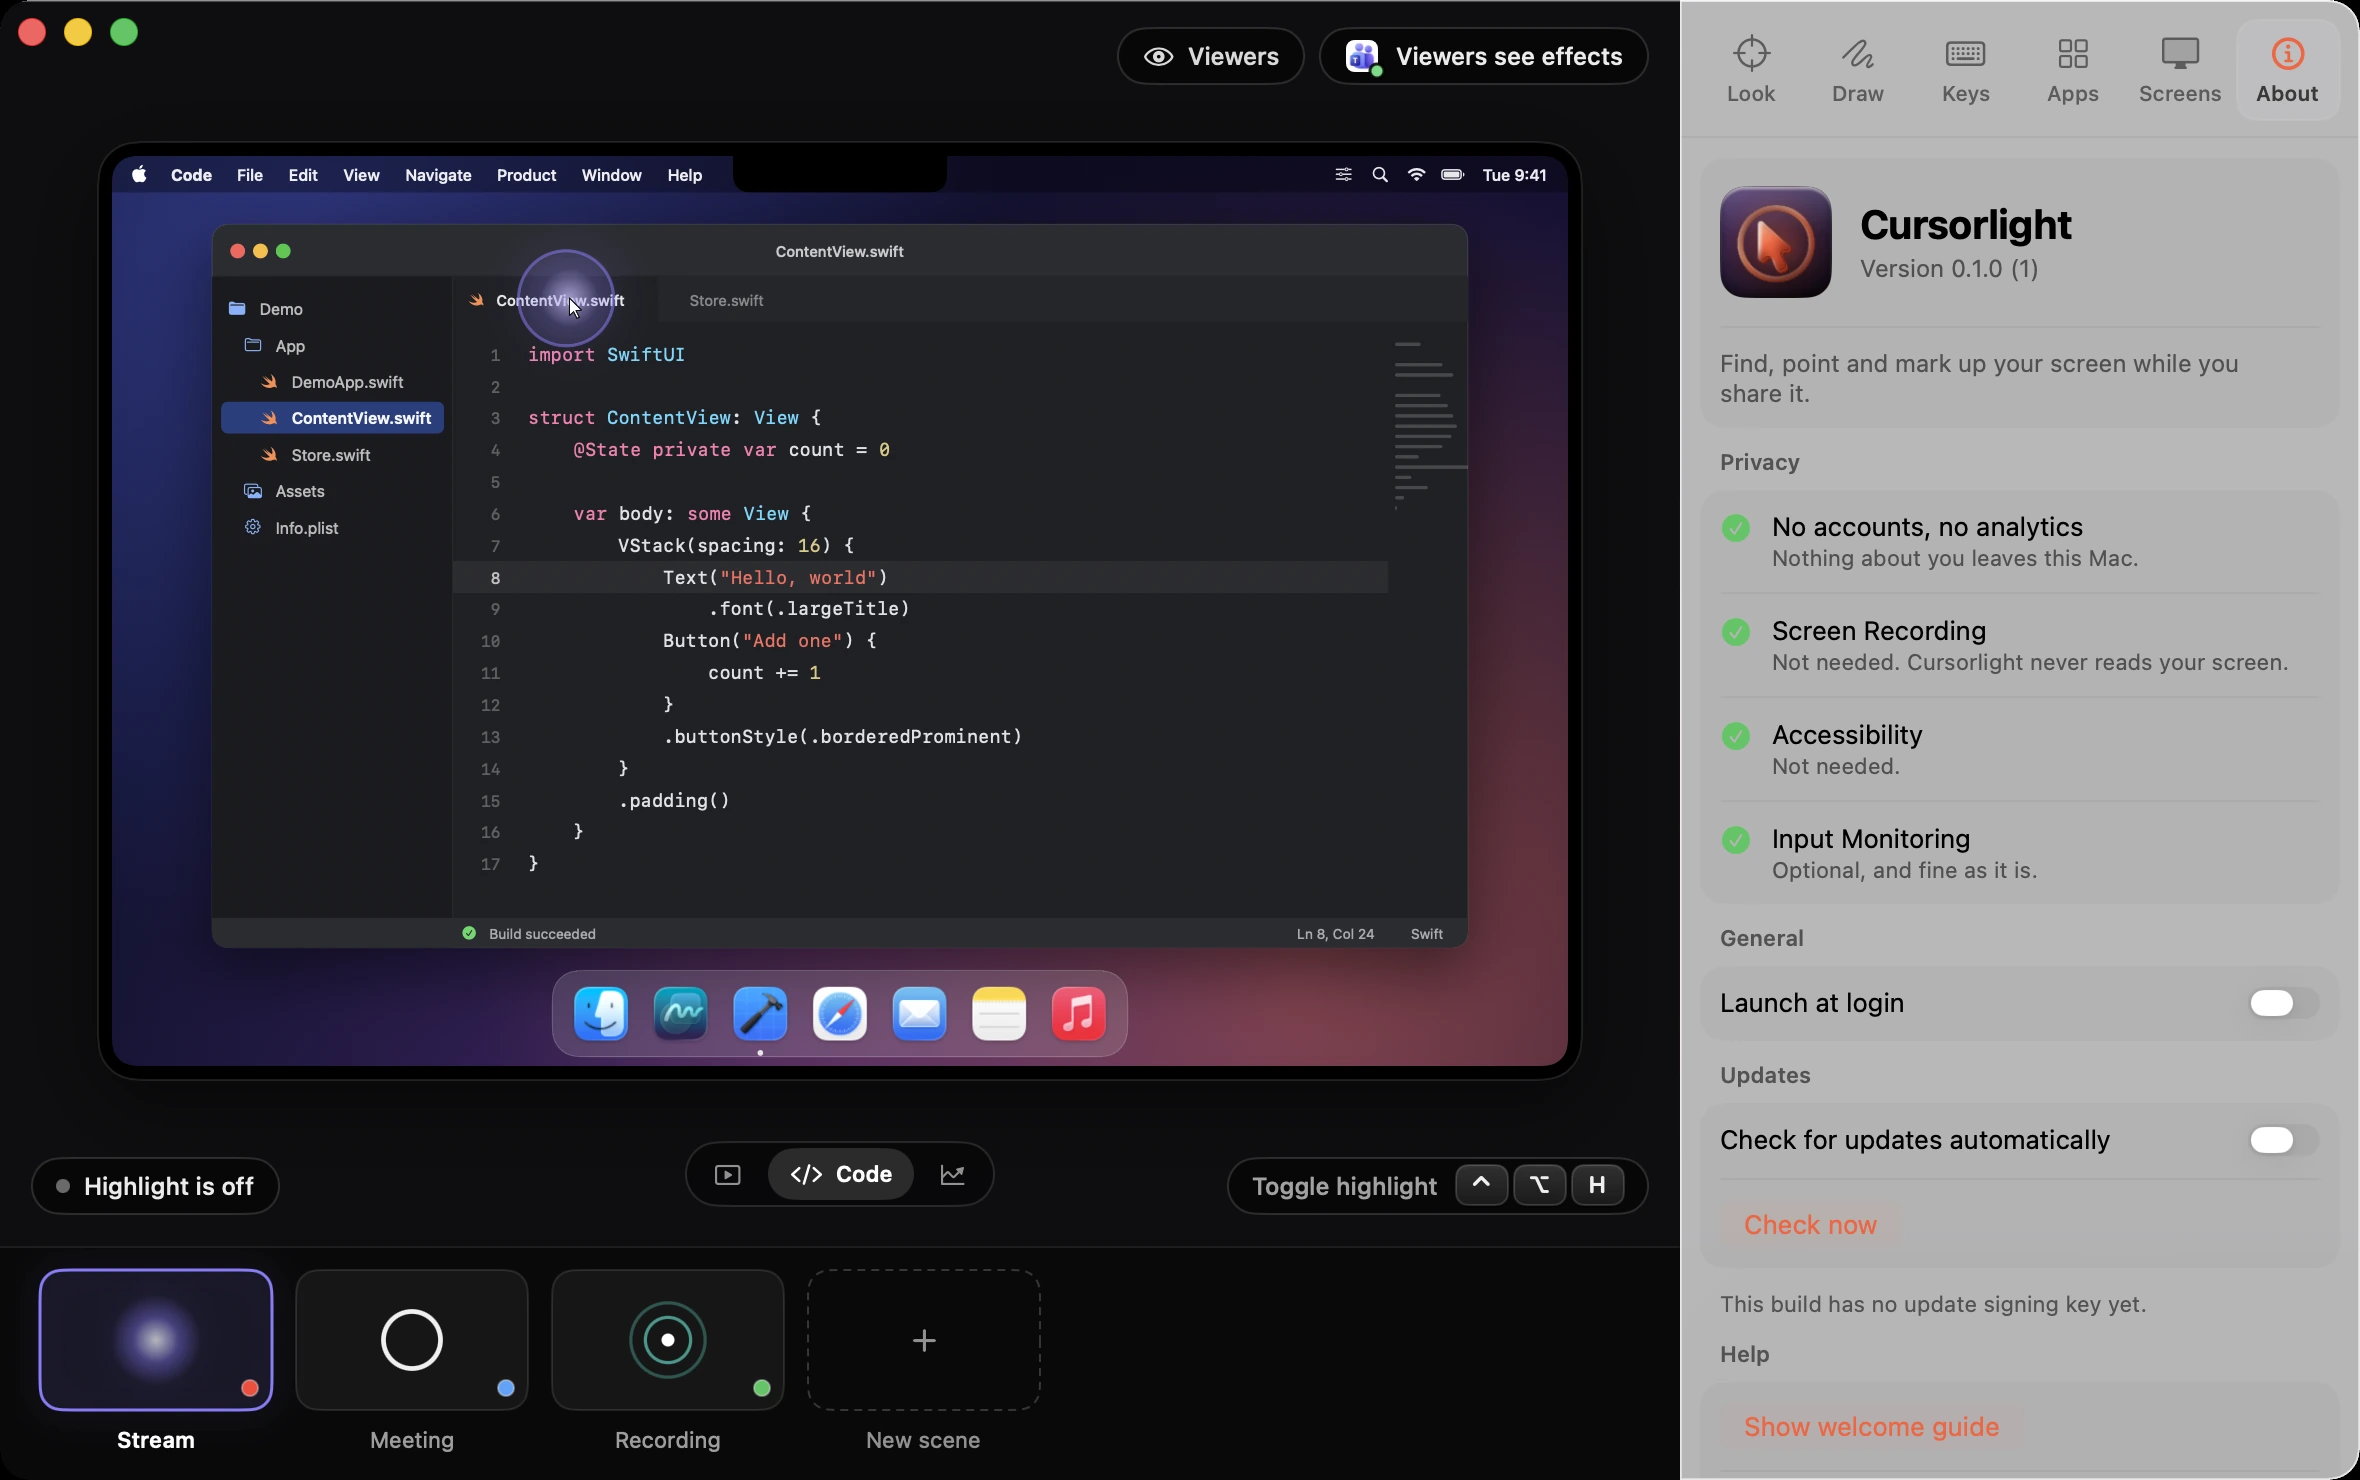 Viewers
Viewers see effects
Code File Edit View Navigate Product Window Help
Tue 9:41
ContentView.swift
Demo
App
DemoApp.swift
ContentView.swift
Store.swift
Assets
Info.plist
ContentView.swift
Store.swift
1 import SwiftUI
2
3 struct ContentView: View {
4 @State private var count = 0
5
6 var body: some View {
7 VStack(spacing: 16) {
8 Text("Hello, world")
9 .font(.largeTitle)
10 Button("Add one") {
11 count += 1
12 }
13 .buttonStyle(.borderedProminent)
14 }
15 .padding()
16 }
17 }
Build succeeded
Ln 8, Col 24
Swift
Highlight is off
</> Code
Toggle highlight ^ ⌥ H
Stream
Meeting
Recording
+
New scene
Look
Draw
Keys
Apps
Screens
About
Cursorlight
Version 0.1.0 (1)
Find, point and mark up your screen while you
share it.
Privacy
No accounts, no analytics
Nothing about you leaves this Mac.
Screen Recording
Not needed. Cursorlight never reads your screen.
Accessibility
Not needed.
Input Monitoring
Optional, and fine as it is.
General
Launch at login
Updates
Check for updates automatically
Check now
This build has no update signing key yet.
Help
Show welcome guide